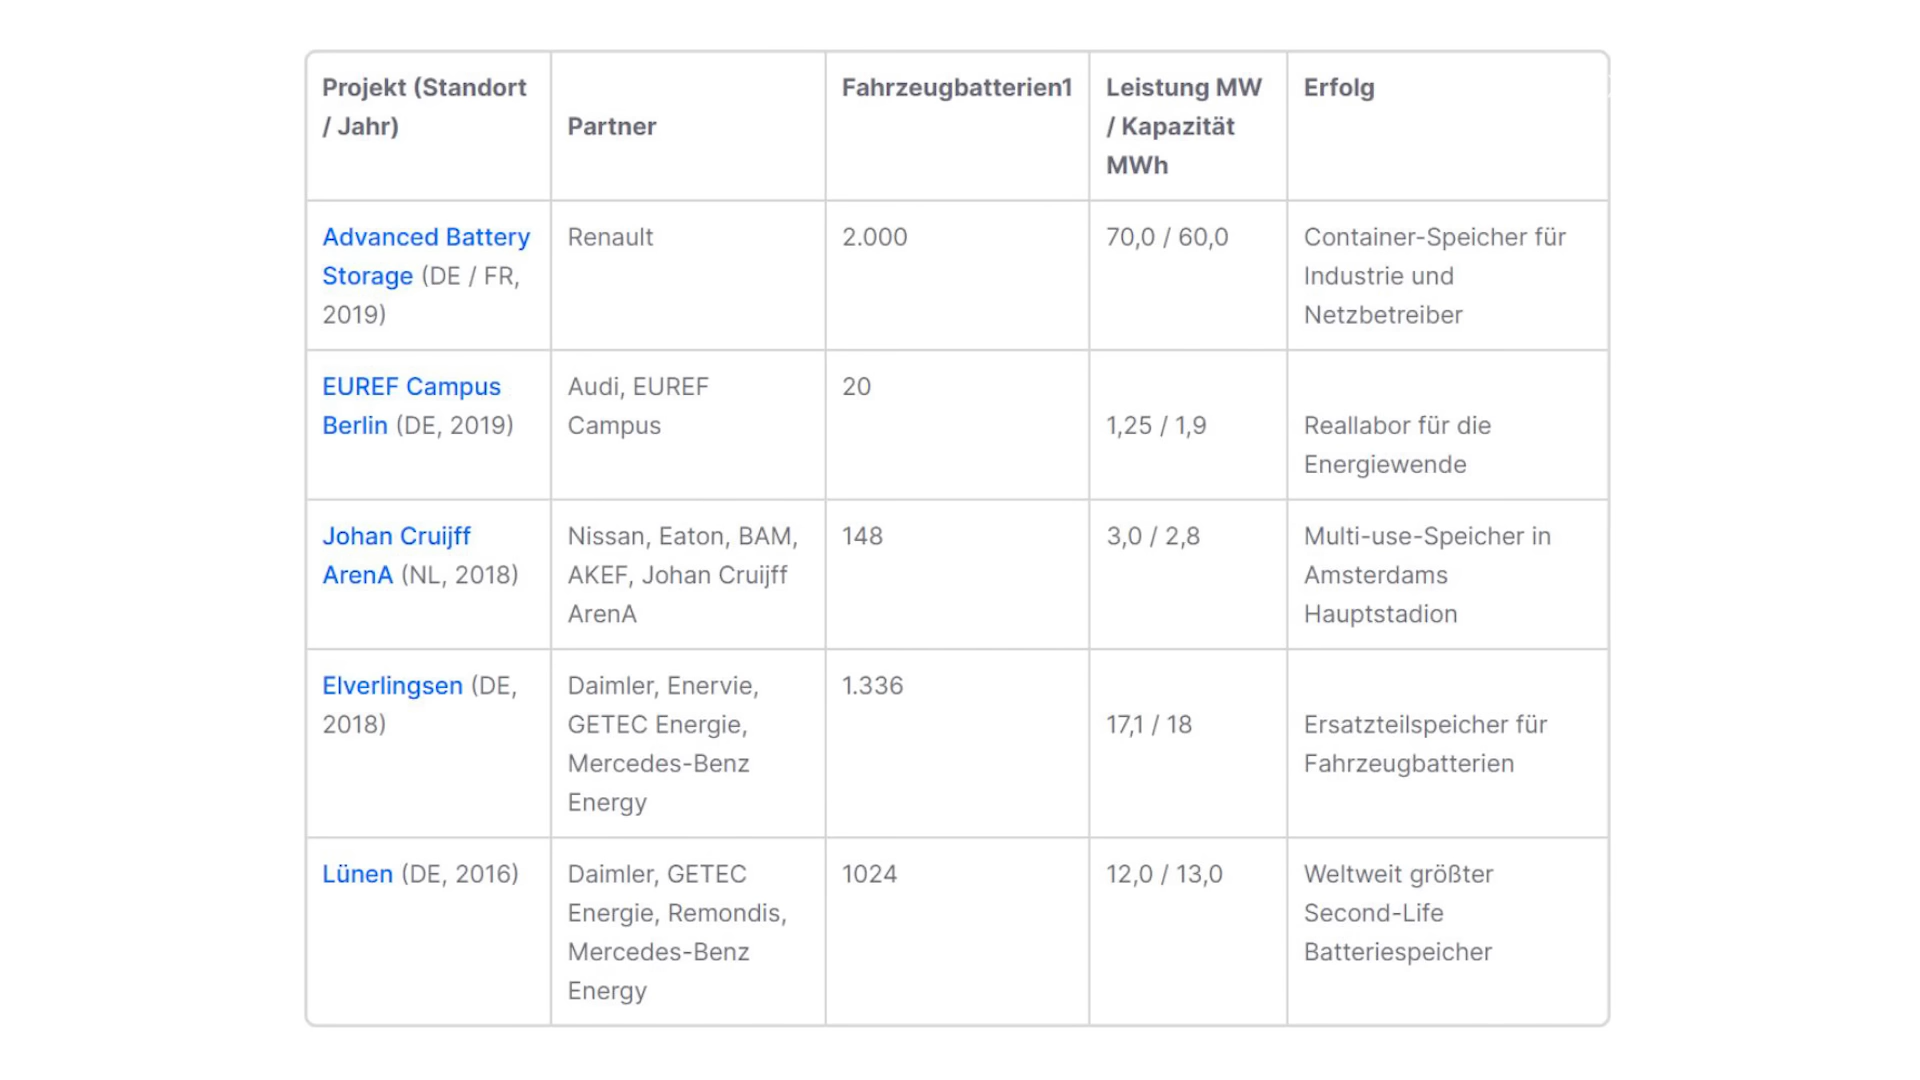 Projekt (Standort
/ Jahr)
Partner
Fahrzeugbatterien1
Leistung MW
/ Kapazität
MWh
Erfolg
Advanced Battery
Storage (DE / FR,
2019)
Renault
2.000
70,0 / 60,0
Container-Speicher für
Industrie und
Netzbetreiber
EUREF Campus
Berlin (DE, 2019)
Audi, EUREF
Campus
20
1,25 / 1,9
Reallabor für die
Energiewende
Johan Cruijff
ArenA (NL, 2018)
Nissan, Eaton, BAM,
AKEF, Johan Cruijff
ArenA
148
3,0 / 2,8
Multi-use-Speicher in
Amsterdams
Hauptstadion
Elverlingsen (DE,
2018)
Daimler, Enervie,
GETEC Energie,
Mercedes-Benz
Energy
1.336
17,1 / 18
Ersatzteilspeicher für
Fahrzeugbatterien
Lünen (DE, 2016)
Daimler, GETEC
Energie, Remondis,
Mercedes-Benz
Energy
1024
12,0 / 13,0
Weltweit größter
Second-Life
Batteriespeicher